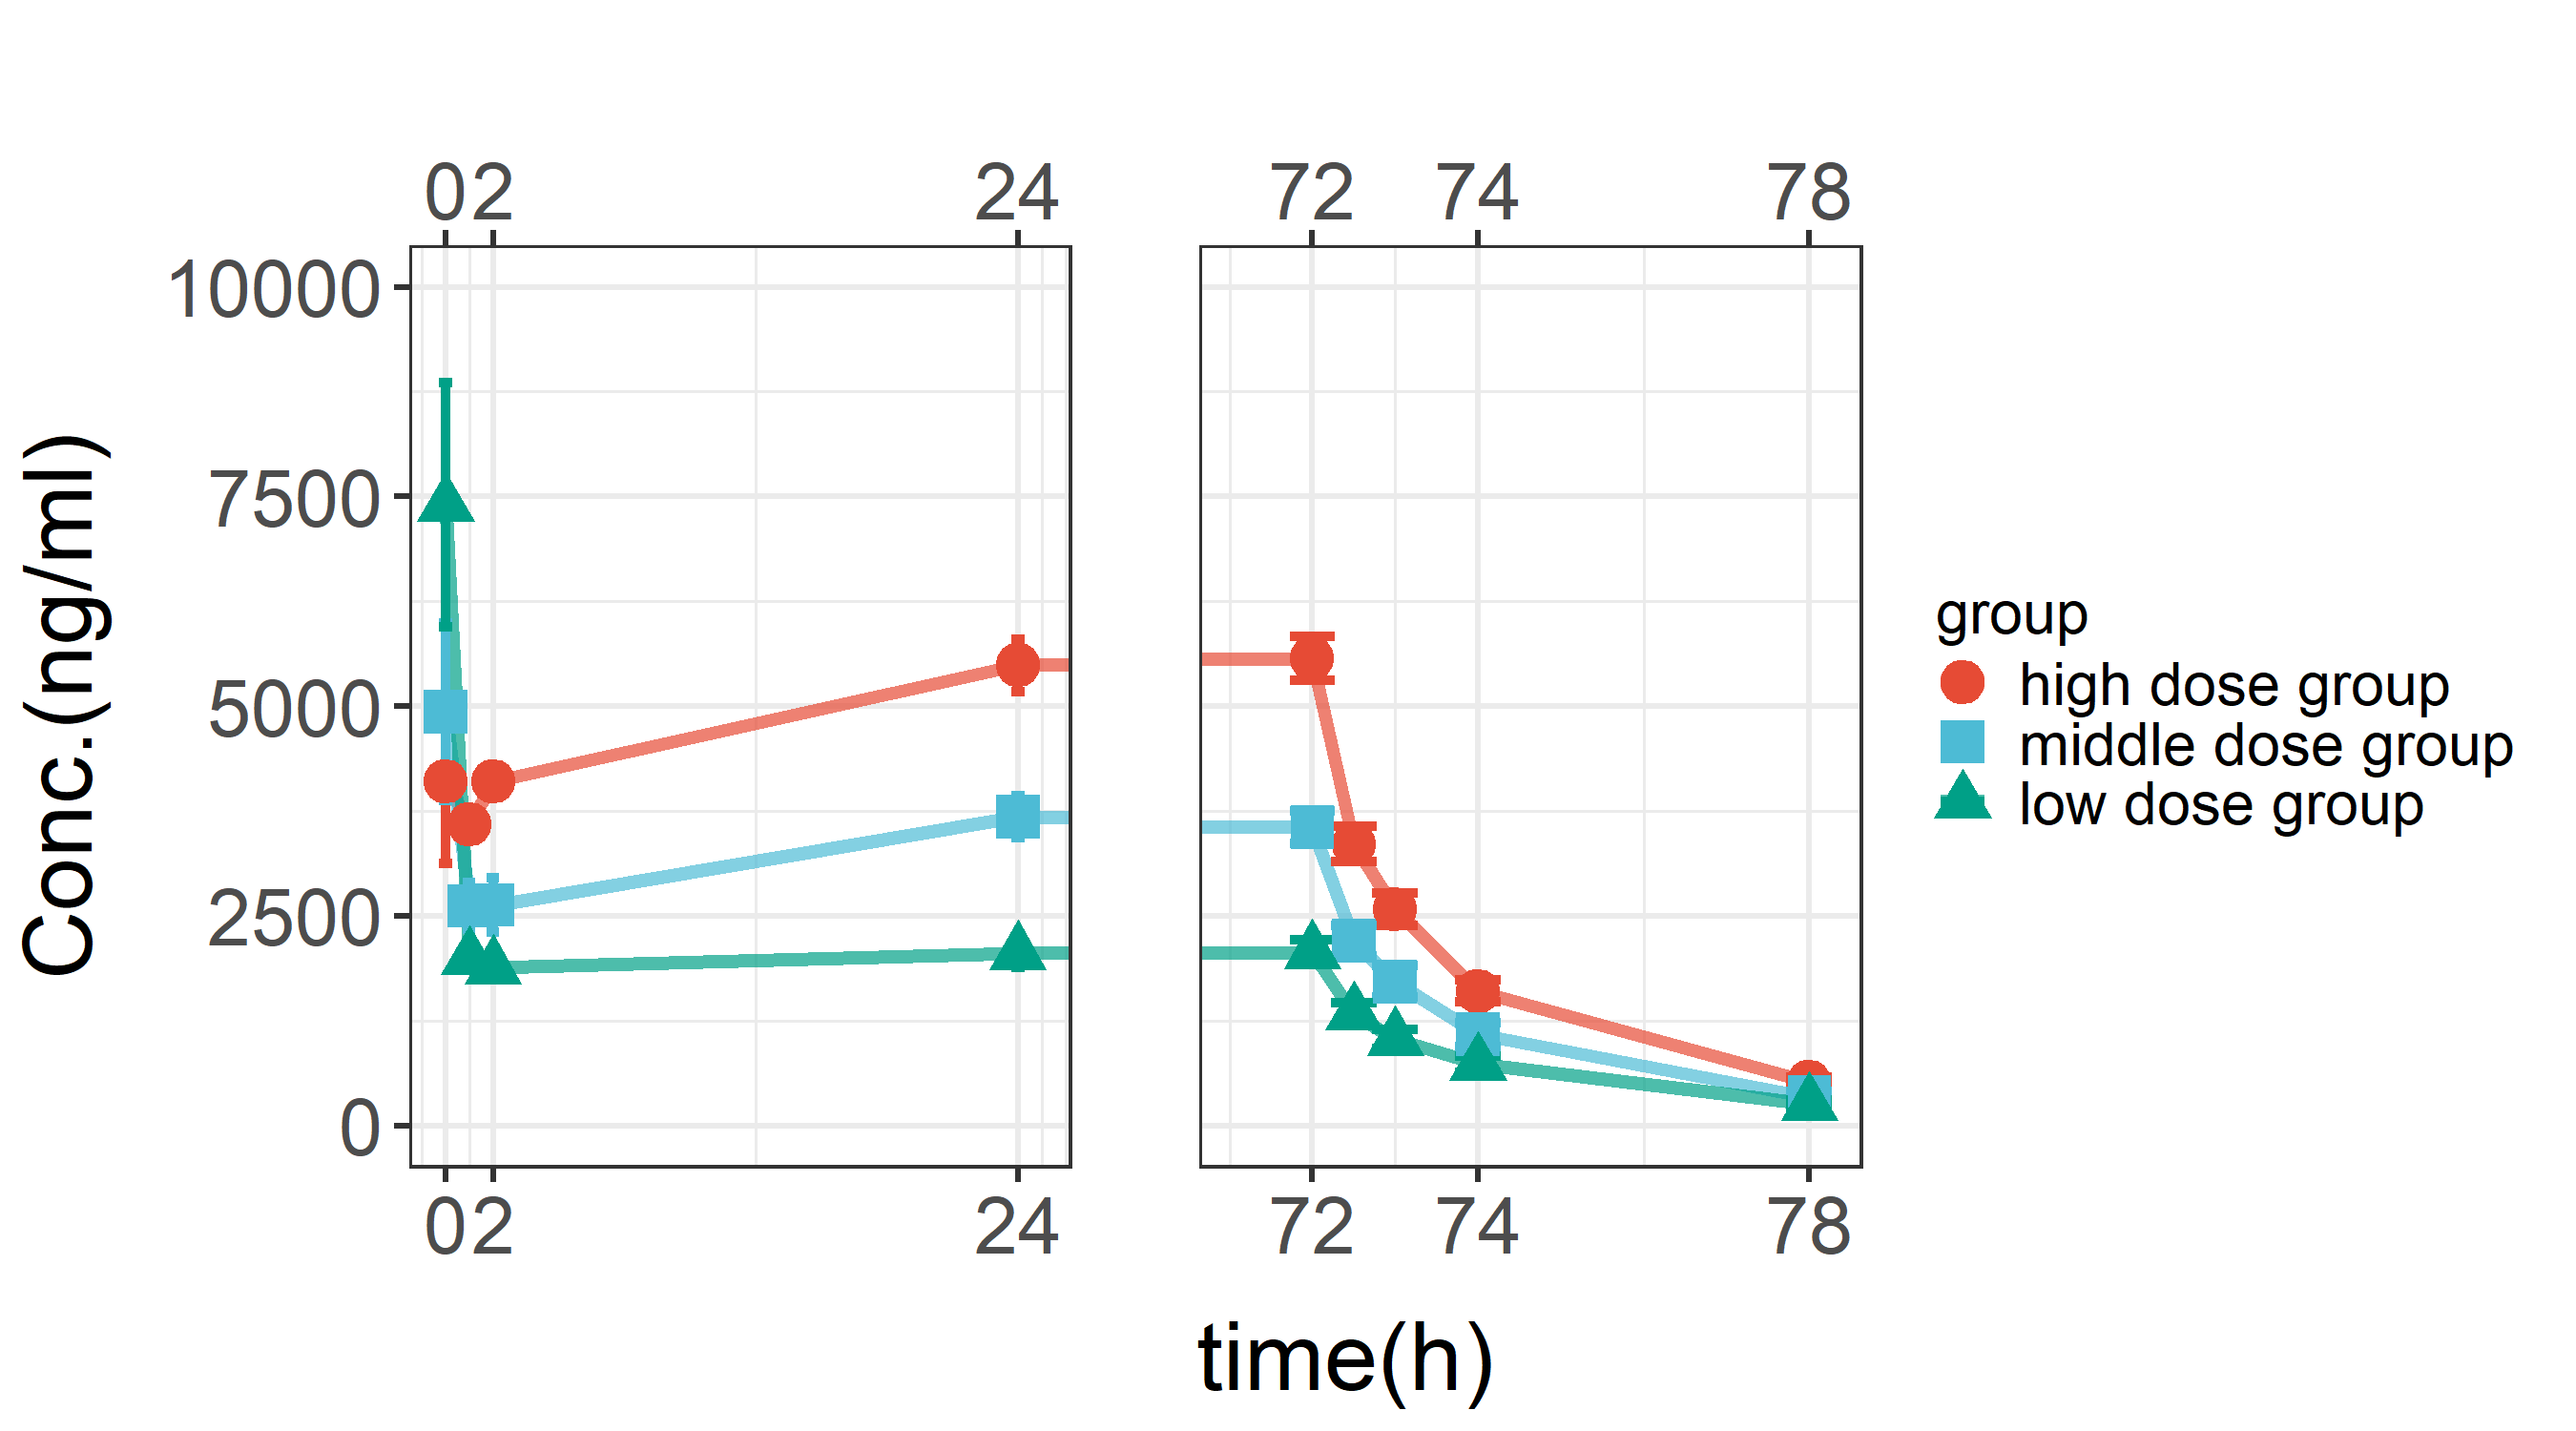 02 24 72 74 78
10000
7500
5000
2500
0
Conc.(ng/ml)
02 24 72 74 78
time(h)
group
high dose group
middle dose group
low dose group